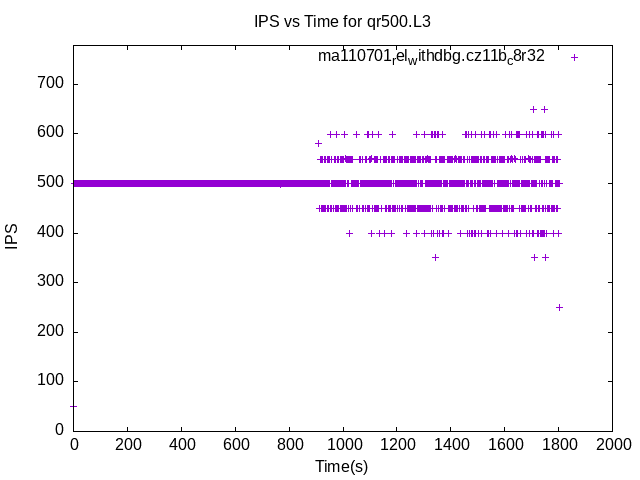 IPS vs Time for qr500.L3
ma110701relwithdbg.cz11bc8r32
700
600
500
400
300
200
100
0
IPS
0 200 400 600 800 1000 1200 1400 1600 1800 2000
Time(s)